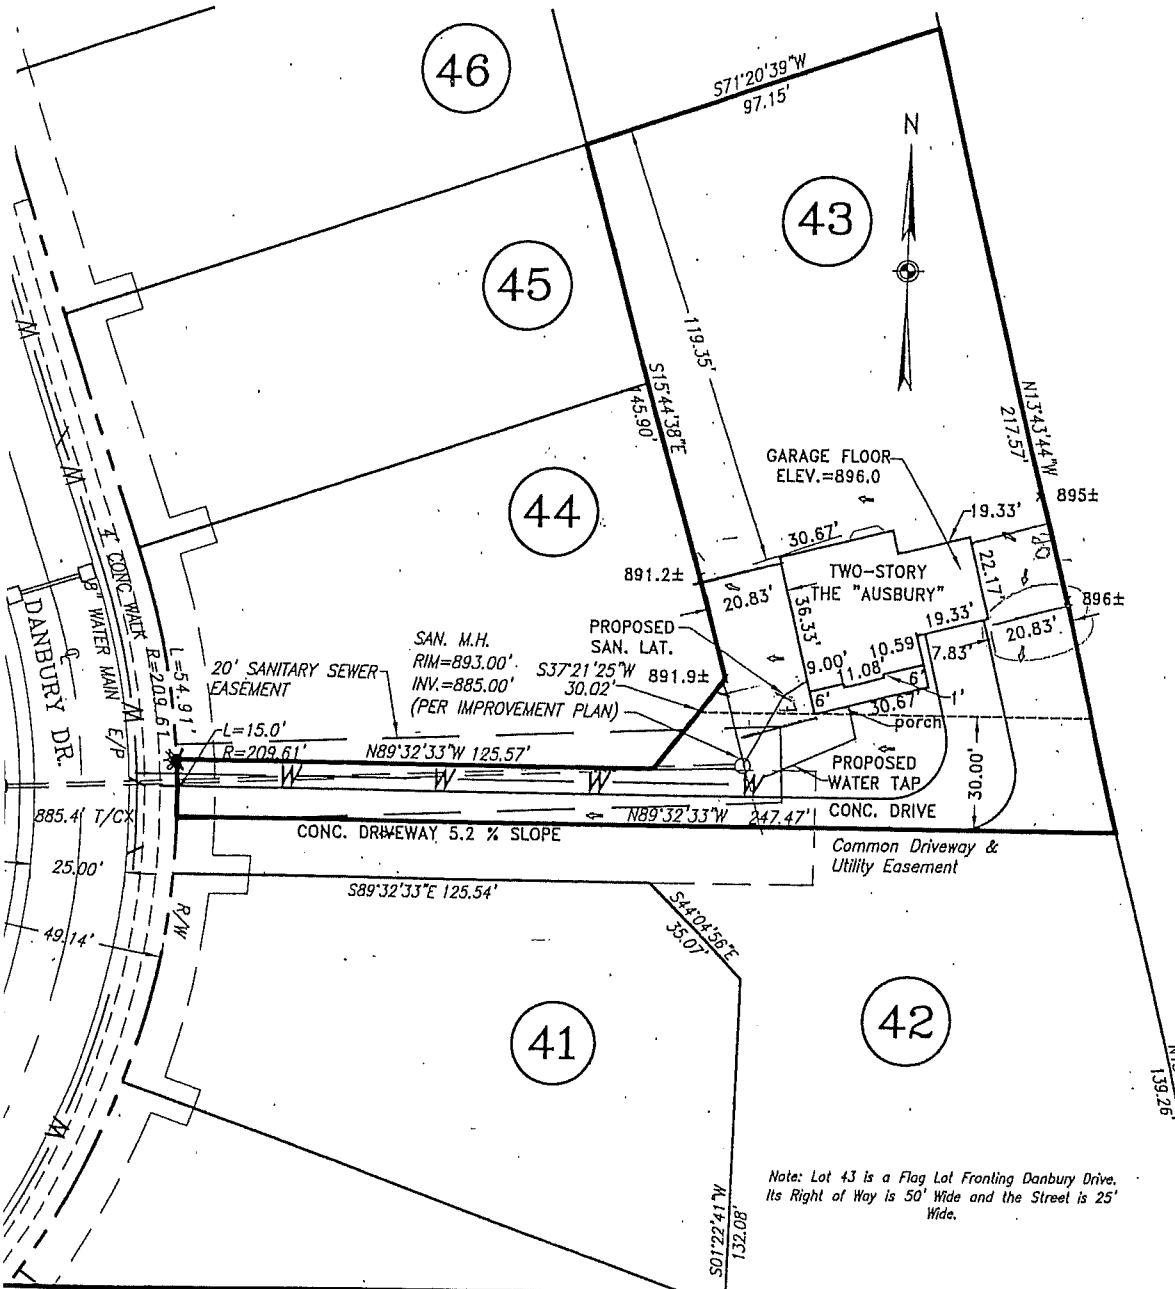 46
S71°20'39"W
97.15'
N
43
45
119.35'
S15°44'38"E
145.90'
N13°43'44"W
217.57'
GARAGE FLOOR
ELEV.=896.0
895±
19.33'
44
30.67'
891.2±
TWO-STORY
THE "AUSBURY"
22.17'
20.83'
36.33'
896±
4' CONC. WALK
8" WATER MAIN
E/P
DANBURY DR.
L=54.91'
R=209.61'
PROPOSED
SAN. LAT.
19.33'
20.83'
10.59
7.83'
SAN. M.H.
RIM=893.00'
INV.=885.00'
(PER IMPROVEMENT PLAN)
S37°21'25"W
30.02'
891.9±
9.00'
1.08'
6'
6'
1'
30.67'
porch
20' SANITARY SEWER
EASEMENT
L=15.0'
R=209.61'
N89°32'33"W 125.57'
W
W
W
W
PROPOSED
WATER TAP
30.00'
885.4' T/C
N89°32'33"W 247.47'
CONC. DRIVE
CONC. DRIVEWAY 5.2 % SLOPE
Common Driveway &
Utility Easement
25.00'
S89°32'33"E 125.54'
R/W
S44°04'56"E
35.07'
49.14'
41
42
139.26'
W
W
W
W
S01°22'41"W
132.08'
Note: Lot 43 is a Flag Lot Fronting Danbury Drive.
Its Right of Way is 50' Wide and the Street is 25'
Wide.